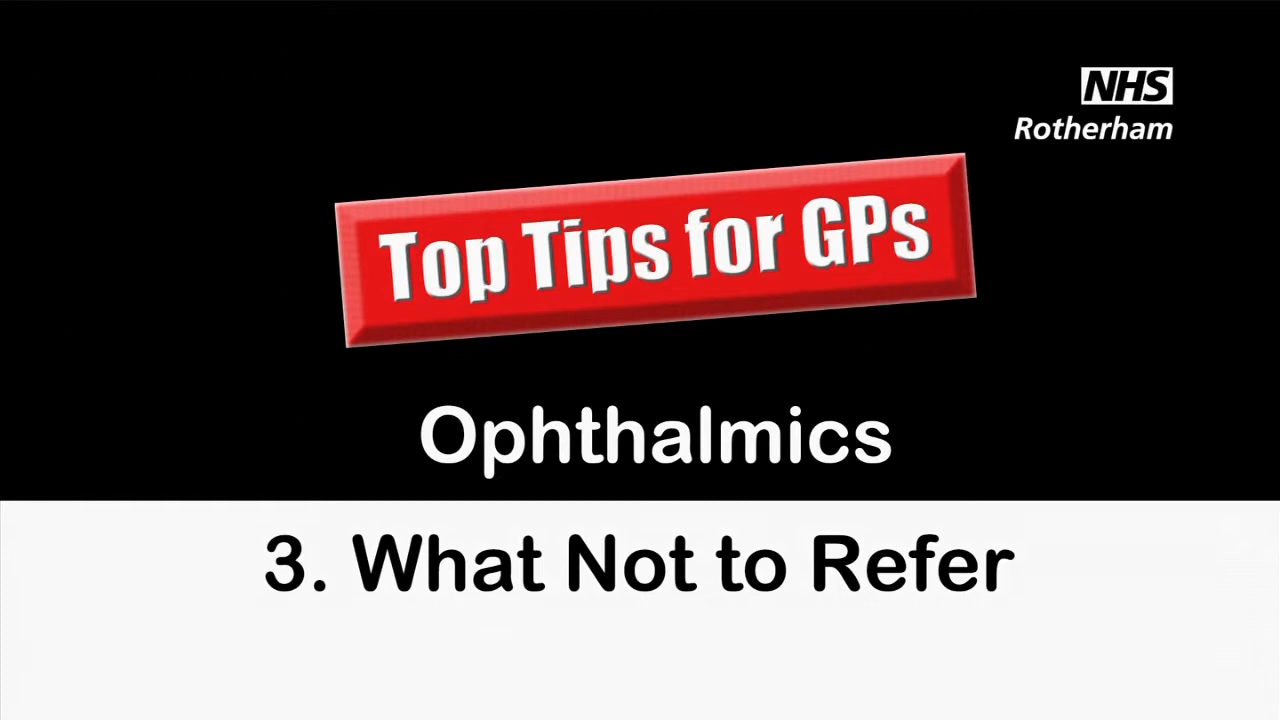 NHS
Rotherham
Top Tips for GPs
Ophthalmics
3. What Not to Refer